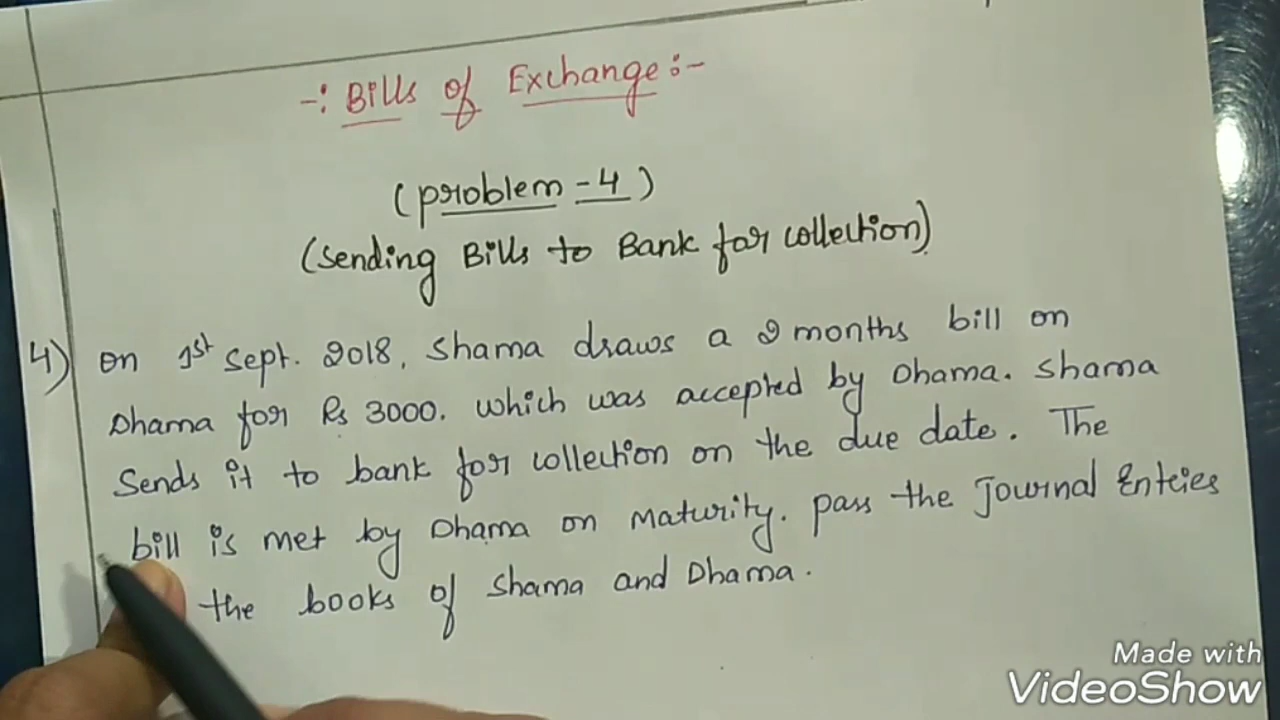 -: Bills of Exchange :-
(problem - 4)
(Sending Bills to Bank for collection)
4) On 1st Sept. 2018, Shama draws a 2 months bill on
Dhama for Rs 3000. which was accepted by Dhama. Shama
Sends it to bank for collection on the due date. The
bill is met by Dhama on maturity. pass the Journal Enteies
the books of Shama and Dhama.
Made with
VideoShow